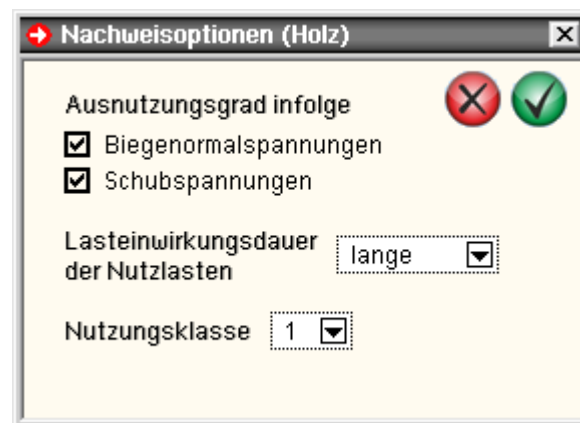 Nachweisoptionen (Holz)
Ausnutzungsgrad infolge
Biegenormalspannungen
Schubspannungen
Lasteinwirkungsdauer
der Nutzlasten
lange
Nutzungsklasse 1